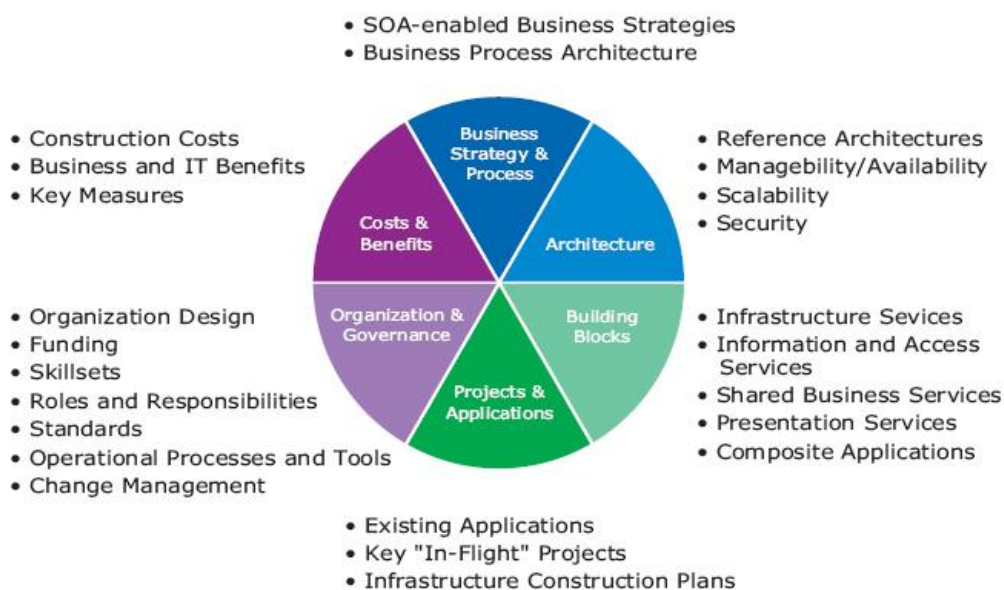 • SOA-enabled Business Strategies
• Business Process Architecture
• Construction Costs
• Business and IT Benefits
• Key Measures
Business
Strategy &
Process
• Reference Architectures
• Managebility/Availability
• Scalability
• Security
Costs &
Benefits
Architecture
• Organization Design
• Funding
• Skillsets
• Roles and Responsibilities
• Standards
• Operational Processes and Tools
• Change Management
Organization &
Governance
Building
Blocks
• Infrastructure Sevices
• Information and Access
Services
• Shared Business Services
• Presentation Services
• Composite Applications
Projects &
Applications
• Existing Applications
• Key "In-Flight" Projects
• Infrastructure Construction Plans